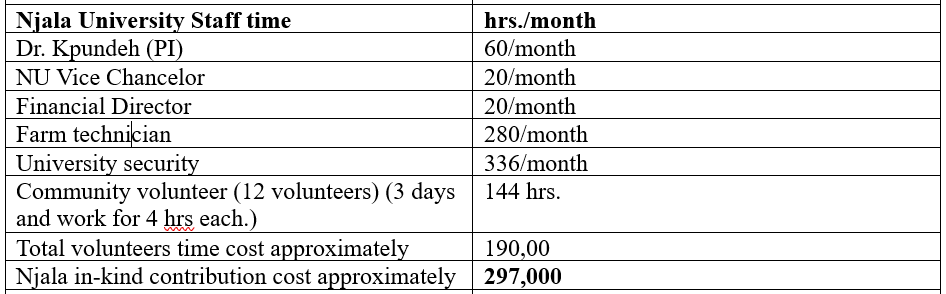 Njala University Staff time hrs./month
Dr. Kpundeh (PI) 60/month
NU Vice Chancelor 20/month
Financial Director 20/month
Farm technician 280/month
University security 336/month
Community volunteer (12 volunteers) (3 days 144 hrs.
and work for 4 hrs each.)
Total volunteers time cost approximately 190,00
Njala in-kind contribution cost approximately 297,000